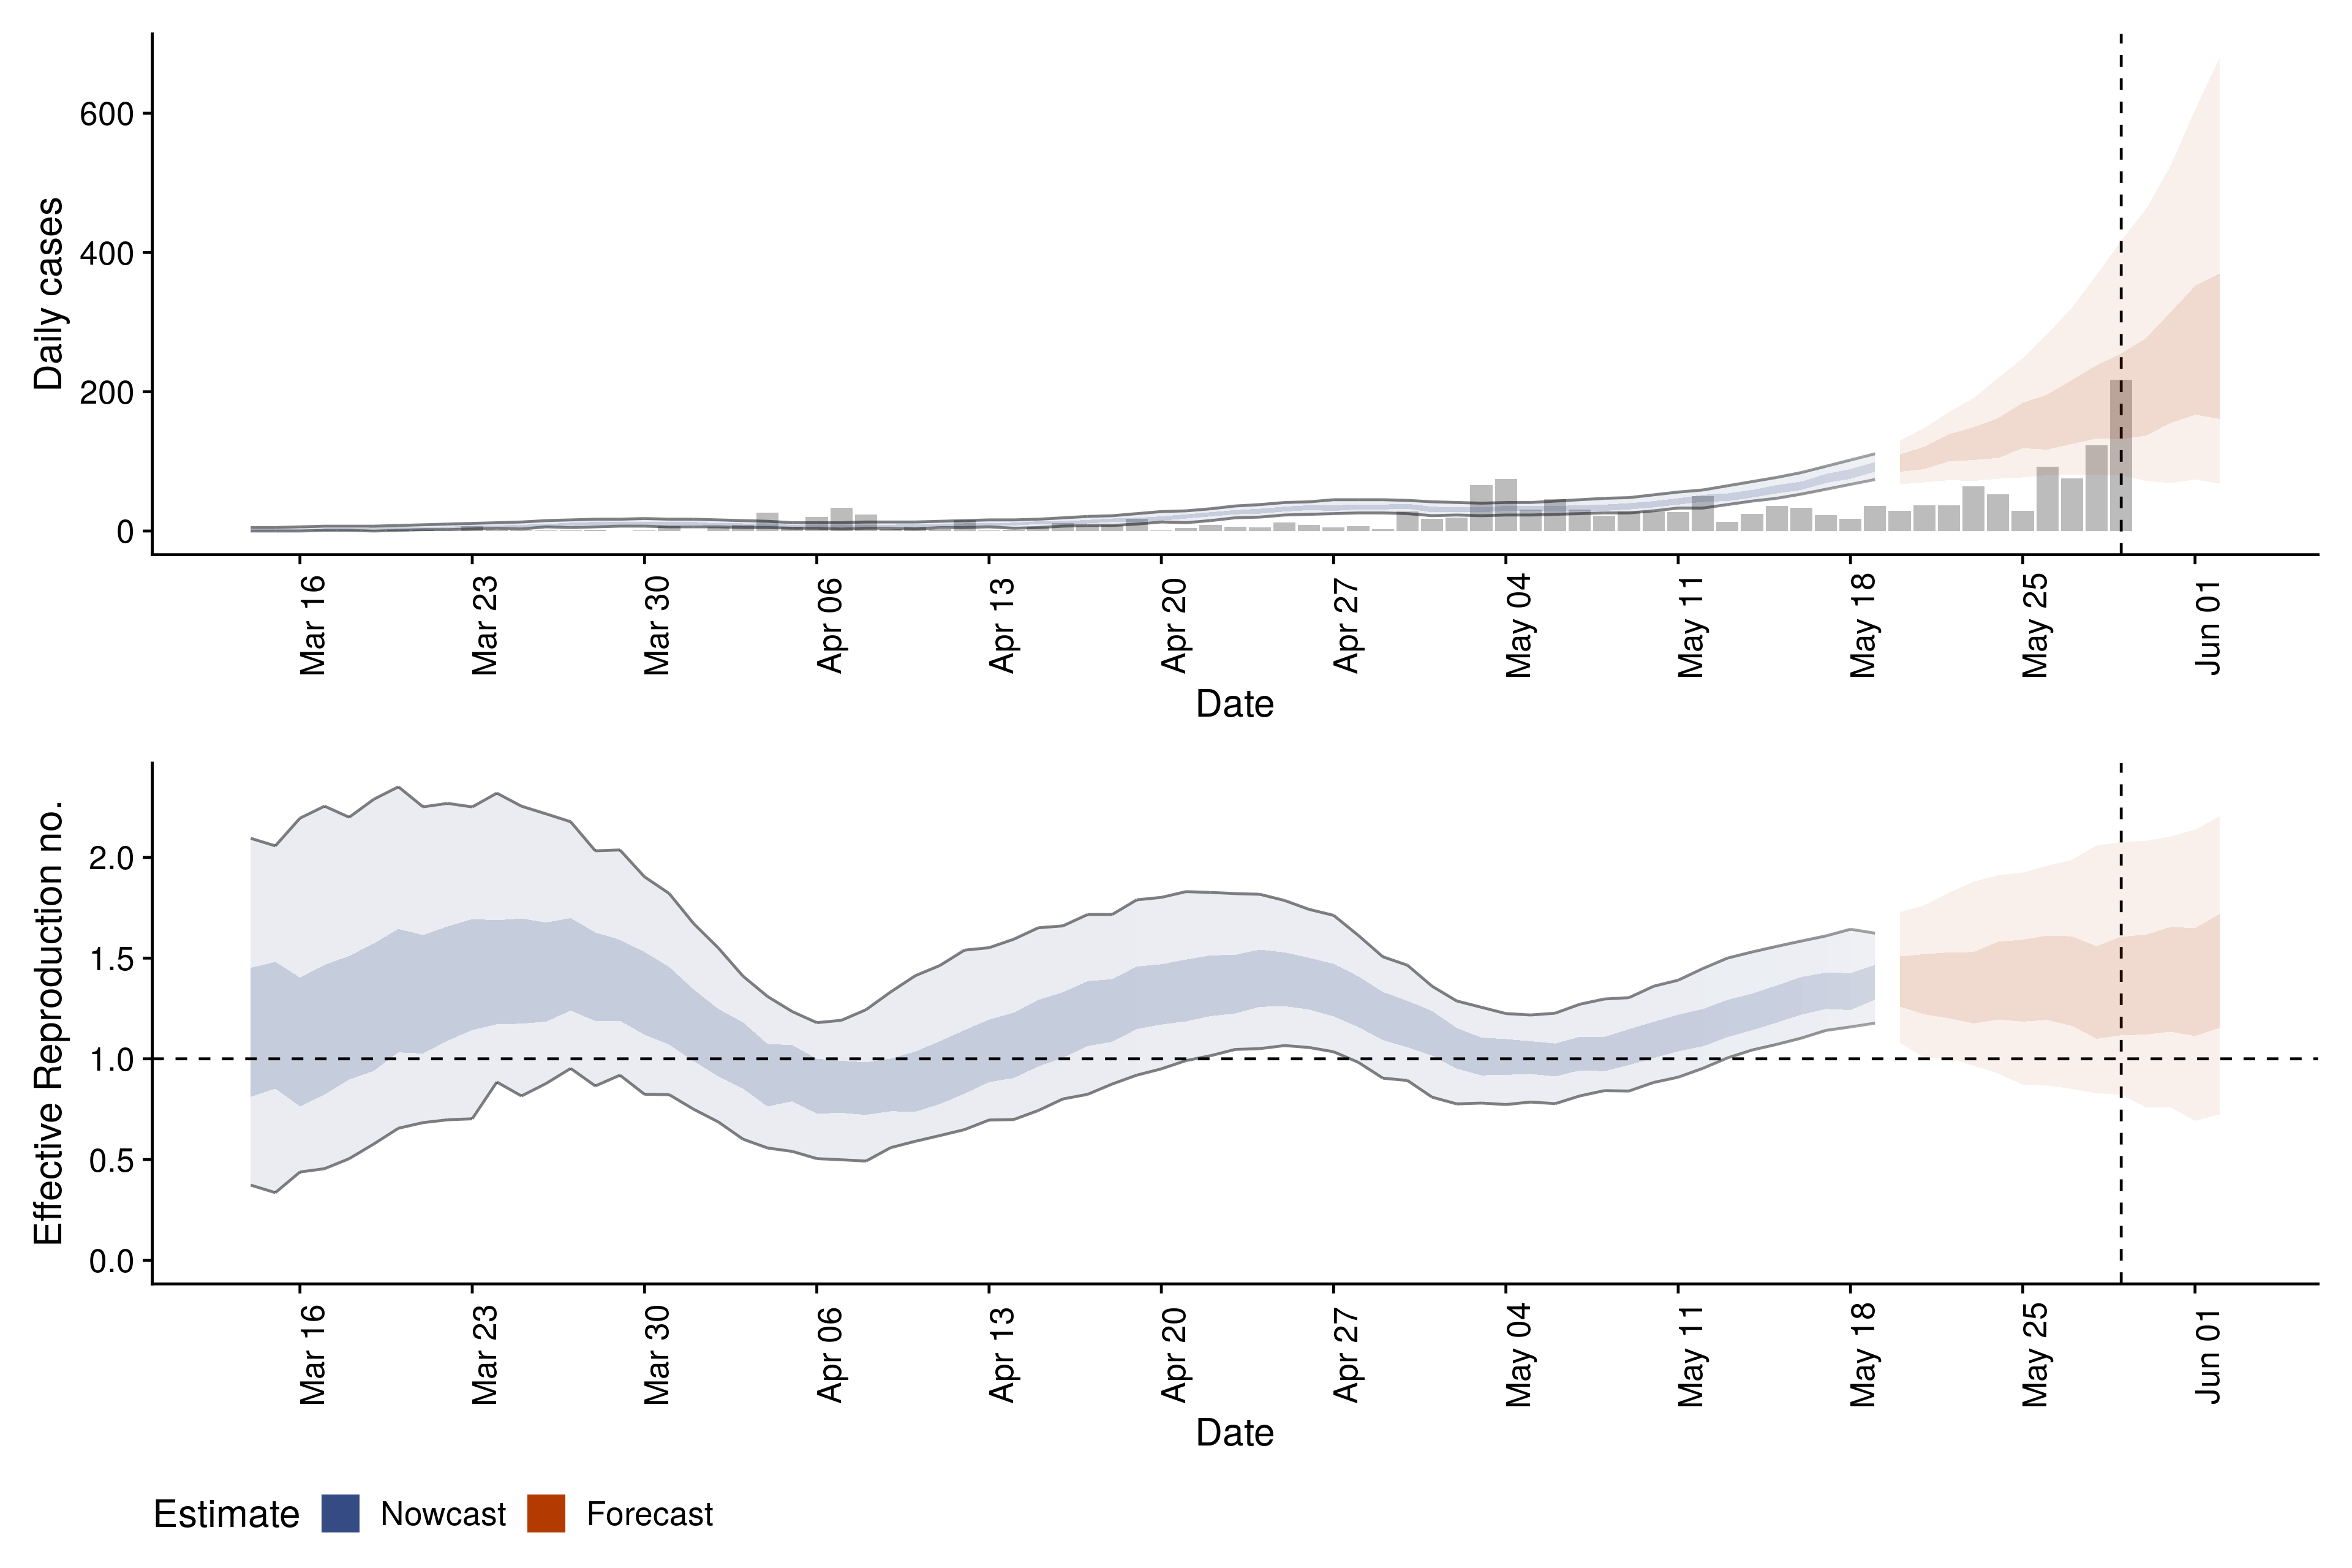 Daily cases
600
400
200
0
Mar 16
Mar 23
Mar 30
Apr 06
Apr 13
Apr 20
Apr 27
May 04
May 11
May 18
May 25
Jun 01
Date
Effective Reproduction no.
2.0
1.5
1.0
0.5
0.0
Mar 16
Mar 23
Mar 30
Apr 06
Apr 13
Apr 20
Apr 27
May 04
May 11
May 18
May 25
Jun 01
Date
Estimate Nowcast Forecast